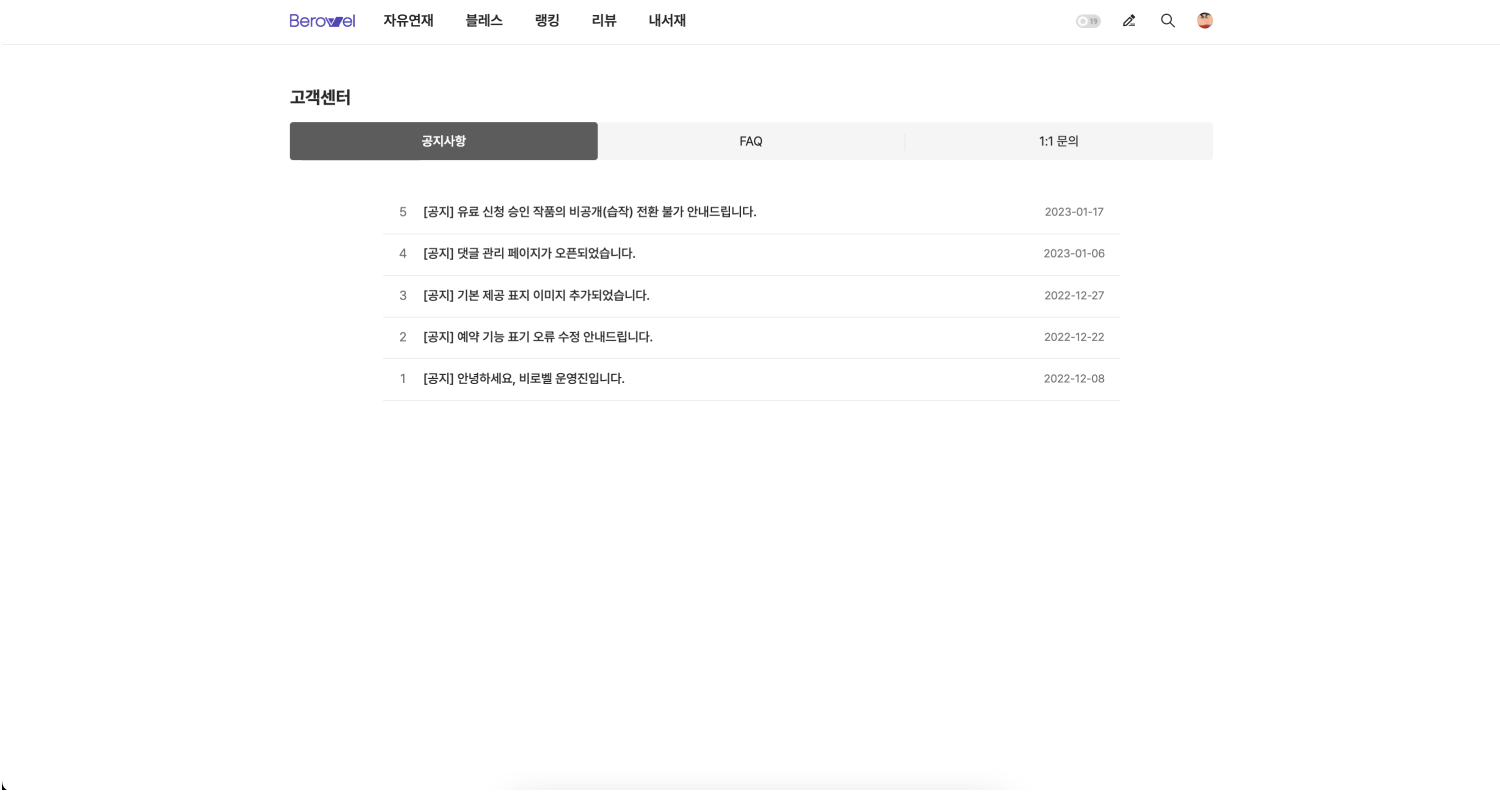 Berovel 자유연재 블레스 랭킹 리뷰 내서재 19
고객센터
공지사항 FAQ 1:1 문의
5 [공지] 유료 신청 승인 작품의 비공개(습작) 전환 불가 안내드립니다. 2023-01-17
4 [공지] 댓글 관리 페이지가 오픈되었습니다. 2023-01-06
3 [공지] 기본 제공 표지 이미지 추가되었습니다. 2022-12-27
2 [공지] 예약 기능 표기 오류 수정 안내드립니다. 2022-12-22
1 [공지] 안녕하세요, 비로벨 운영진입니다. 2022-12-08